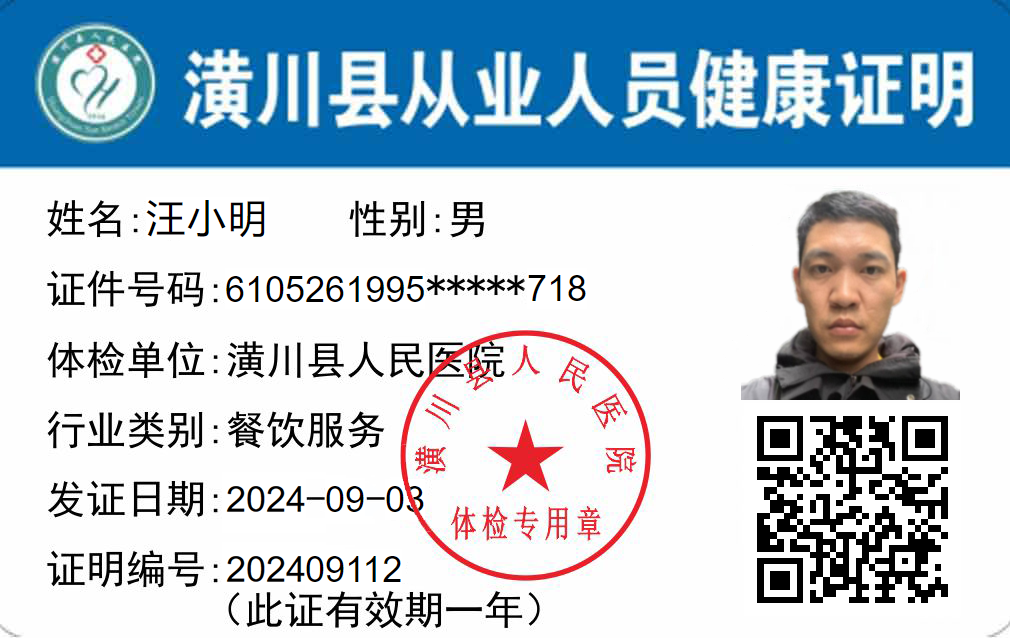 潢川县从业人员健康证明
姓名:汪小明 性别:男
证件号码:6105261995*****718
体检单位:潢川县人民医院
行业类别:餐饮服务
发证日期:2024-09-03
证明编号:202409112
(此证有效期一年)
潢川县人民医院
体检专用章